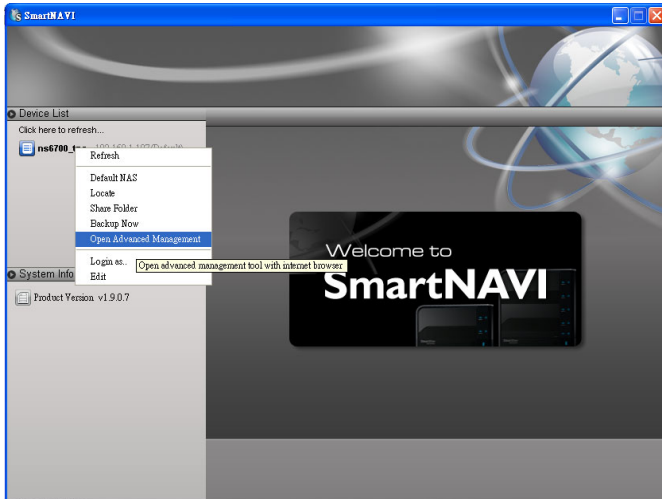 SmartNAVI
Device List
Click here to refresh...
ns6700_
Refresh
Default NAS
Locate
Share Folder
Backup Now
Open Advanced Management
Login as..
Open advanced management tool with internet browser
Edit
System Info
Product Version v1.9.0.7
Welcome to
SmartNAVI